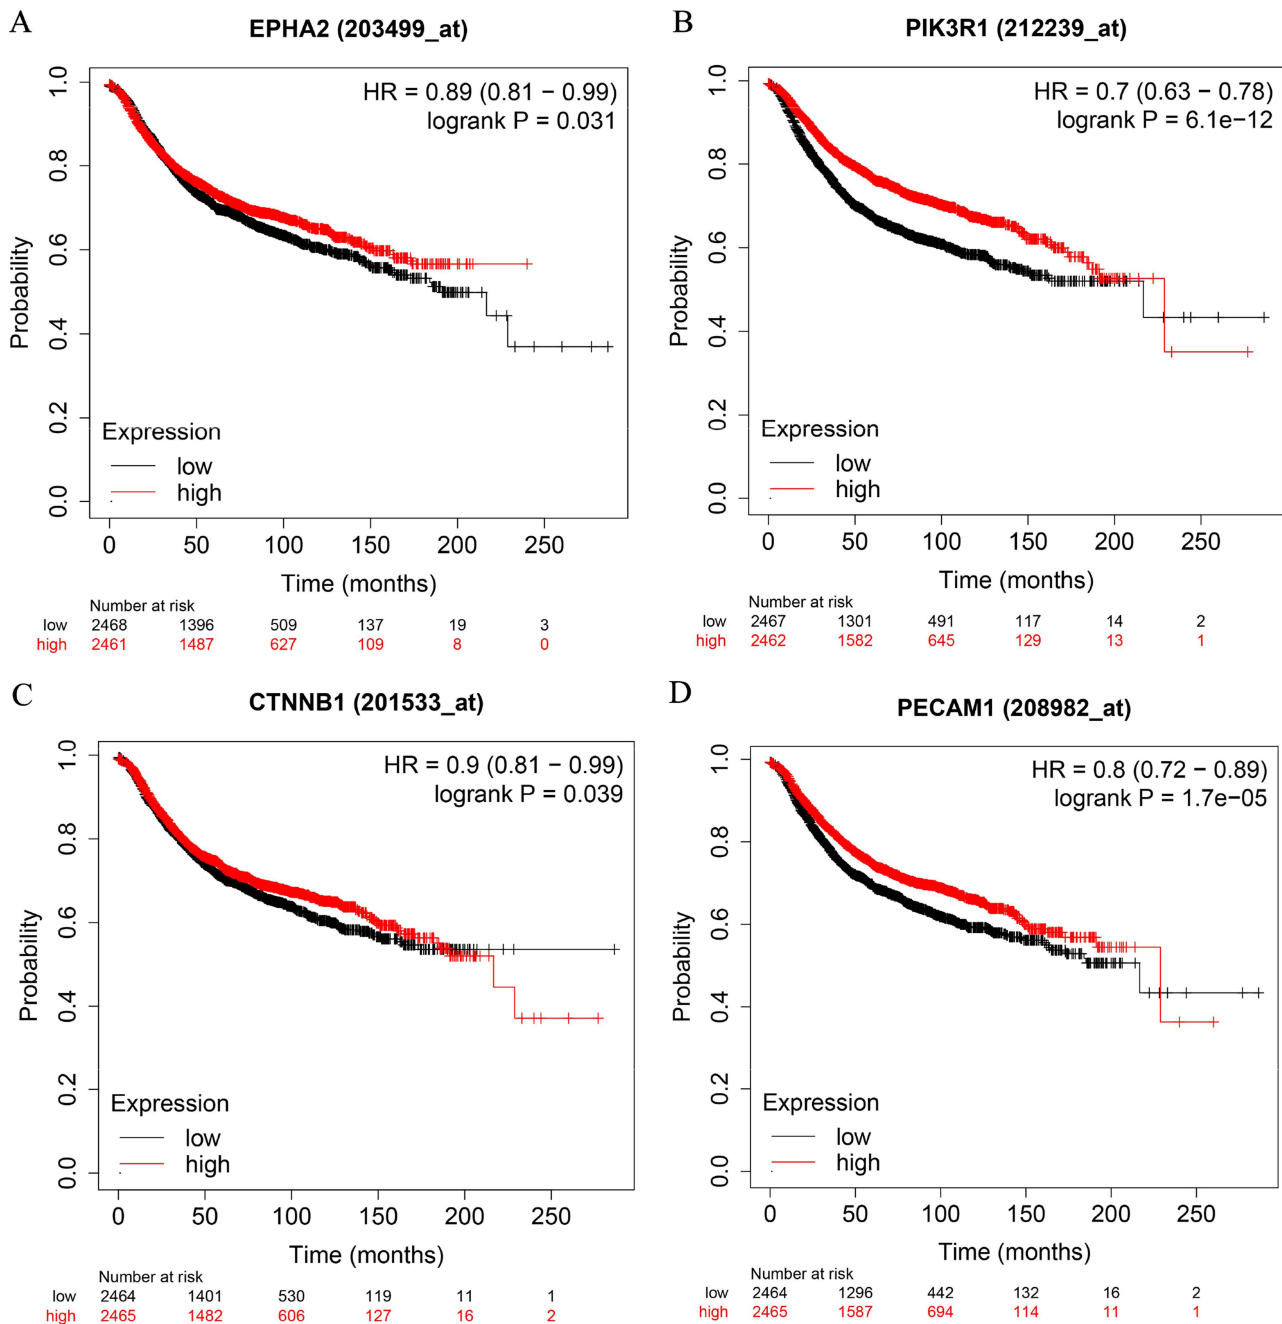 A
EPHA2 (203499_at)
HR = 0.89 (0.81 − 0.99)
logrank P = 0.031
Probability
1.0
0.8
0.6
0.4
0.2
0.0
Expression
low
high
0 50 100 150 200 250
Time (months)
Number at risk
low 2468 1396 509 137 19 3
high 2461 1487 627 109 8 0
B
PIK3R1 (212239_at)
HR = 0.7 (0.63 − 0.78)
logrank P = 6.1e−12
Probability
1.0
0.8
0.6
0.4
0.2
0.0
Expression
low
high
0 50 100 150 200 250
Time (months)
Number at risk
low 2467 1301 491 117 14 2
high 2462 1582 645 129 13 1
C
CTNNB1 (201533_at)
HR = 0.9 (0.81 − 0.99)
logrank P = 0.039
Probability
1.0
0.8
0.6
0.4
0.2
0.0
Expression
low
high
0 50 100 150 200 250
Time (months)
Number at risk
low 2464 1401 530 119 11 1
high 2465 1482 606 127 16 2
D
PECAM1 (208982_at)
HR = 0.8 (0.72 − 0.89)
logrank P = 1.7e−05
Probability
1.0
0.8
0.6
0.4
0.2
0.0
Expression
low
high
0 50 100 150 200 250
Time (months)
Number at risk
low 2464 1296 442 132 16 2
high 2465 1587 694 114 11 1